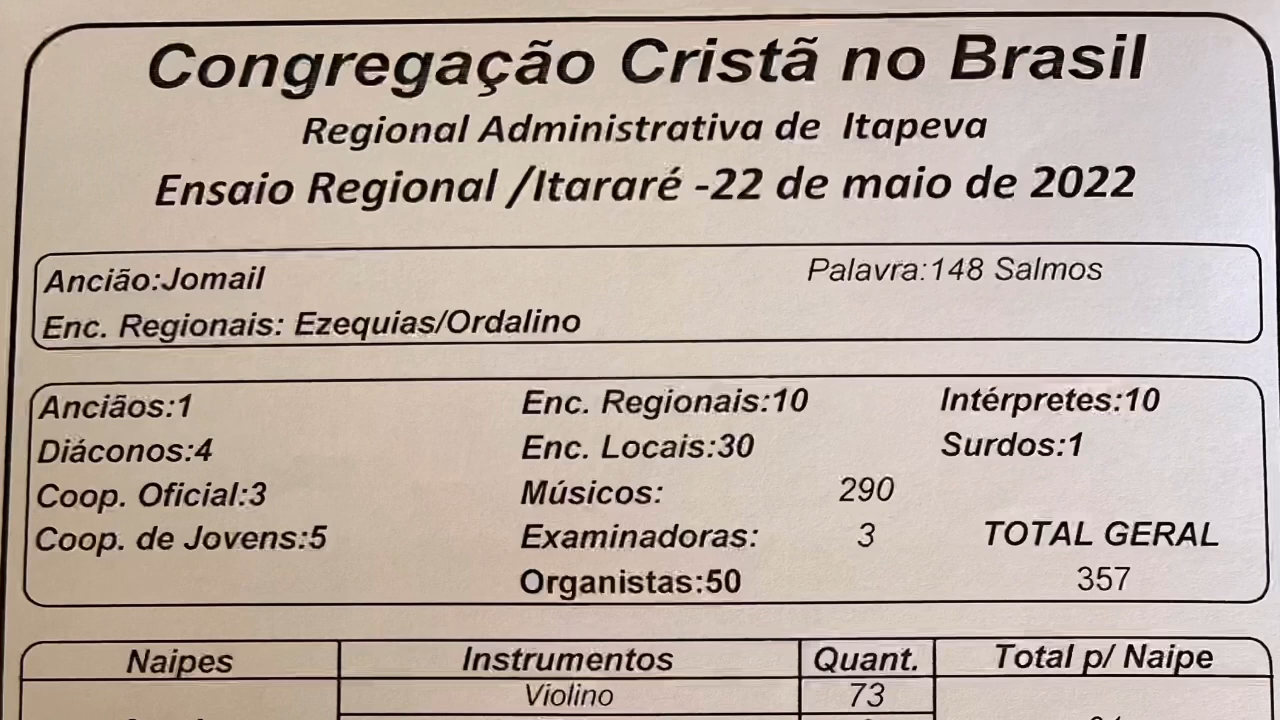 Congregação Cristã no Brasil
Regional Administrativa de Itapeva
Ensaio Regional /Itararé -22 de maio de 2022
Ancião:Jomail Palavra:148 Salmos
Enc. Regionais: Ezequias/Ordalino
Anciãos:1 Enc. Regionais:10 Intérpretes:10
Diáconos:4 Enc. Locais:30 Surdos:1
Coop. Oficial:3 Músicos: 290
Coop. de Jovens:5 Examinadoras: 3 TOTAL GERAL
Organistas:50 357
Naipes Instrumentos Quant. Total p/ Naipe
Violino 73